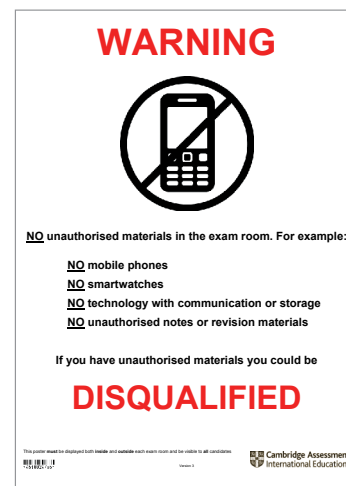 WARNING
NO unauthorised materials in the exam room. For example:
NO mobile phones
NO smartwatches
NO technology with communication or storage
NO unauthorised notes or revision materials
If you have unauthorised materials you could be
DISQUALIFIED
This poster must be displayed both inside and outside each exam room and be visible to all candidates
Version 3
Cambridge Assessmen
International Education